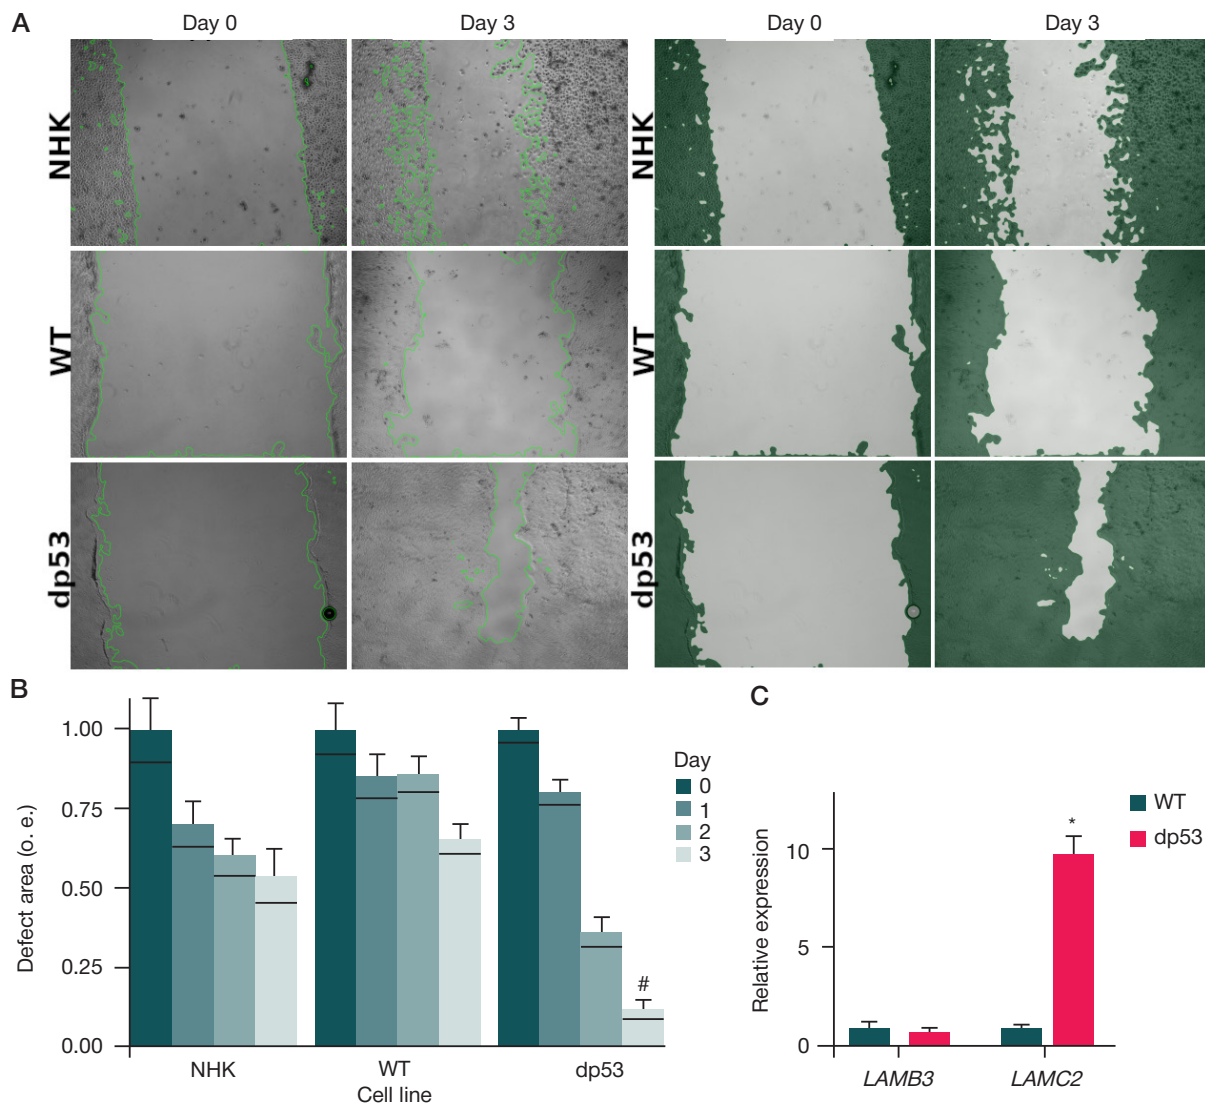 A
Day 0
Day 3
Day 0
Day 3
NHK
NHK
WT
WT
dp53
dp53
B
Defect area (o. e.)
1.00
0.75
0.50
0.25
0.00
#
NHK
WT
dp53
Cell line
Day
0
1
2
3
C
Relative expression
10
5
0
*
LAMB3
LAMC2
WT
dp53